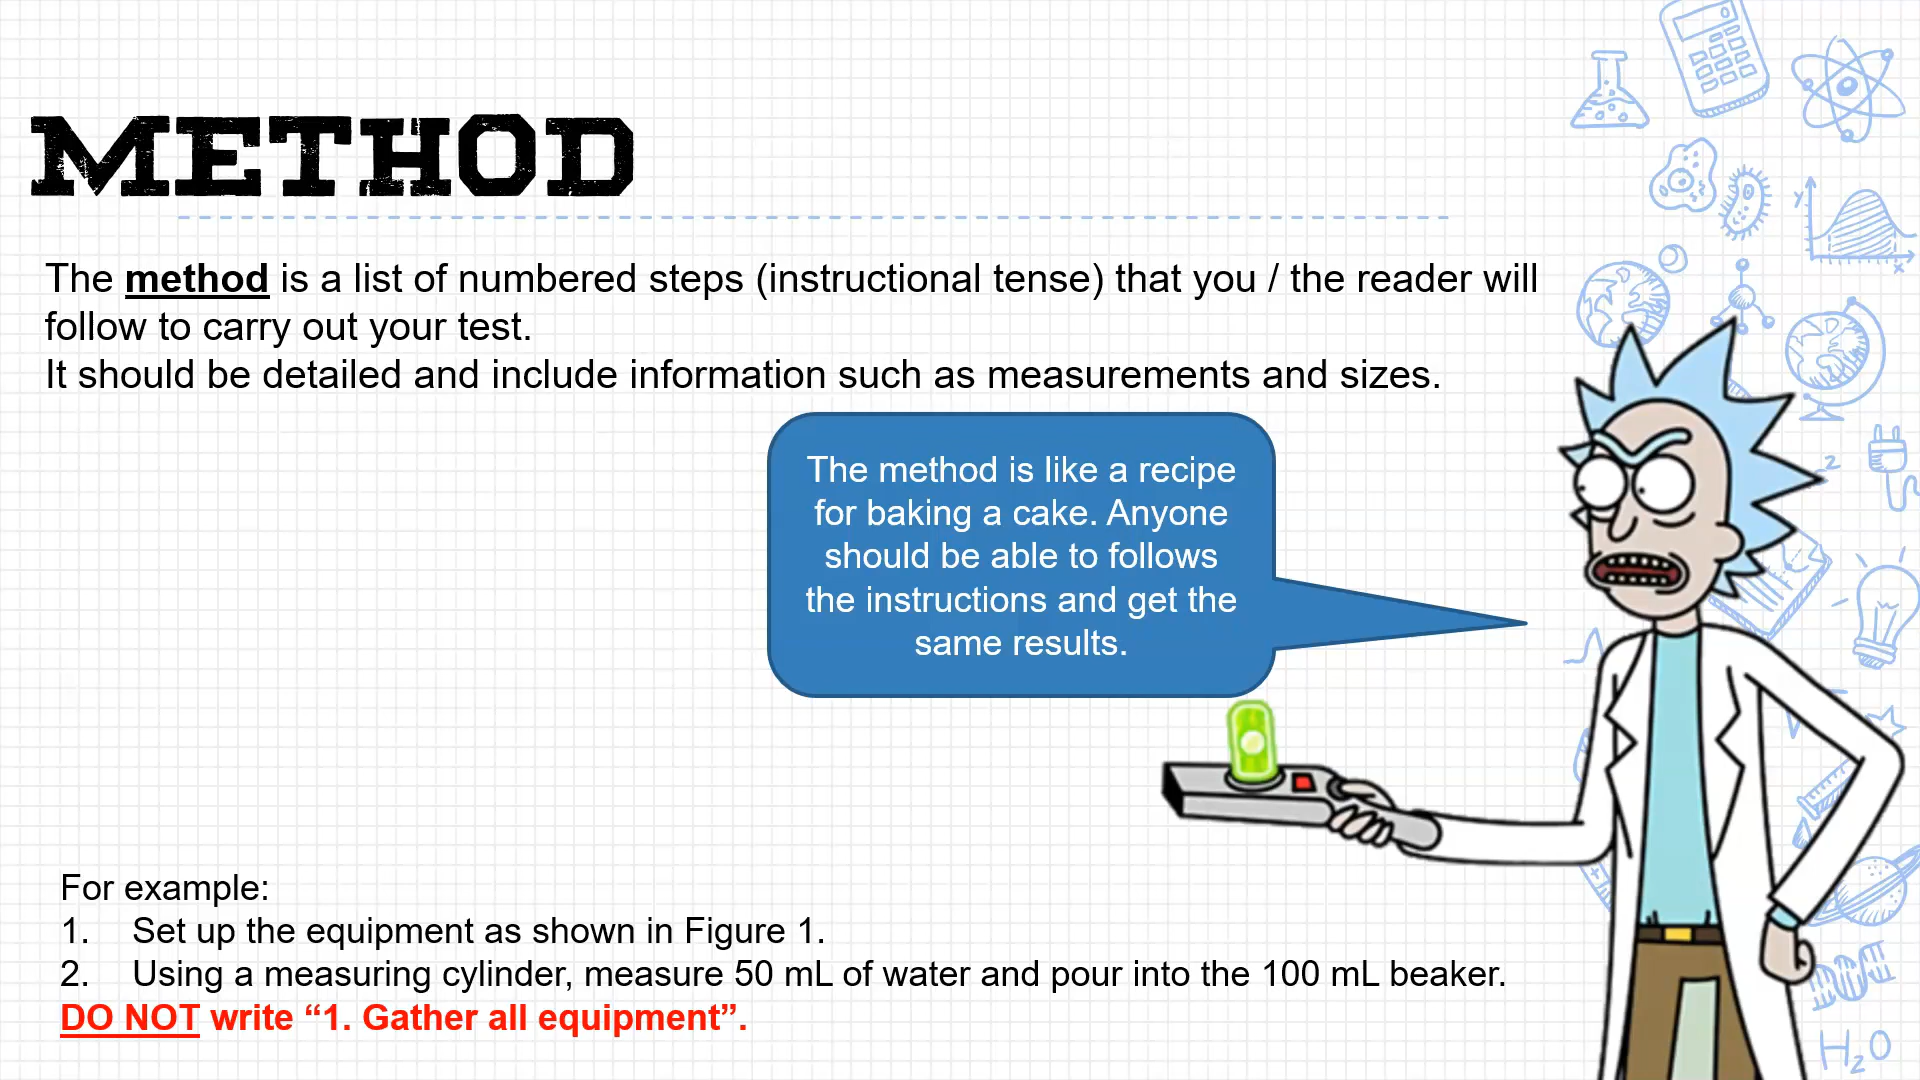 METHOD
The method is a list of numbered steps (instructional tense) that you / the reader will
follow to carry out your test.
It should be detailed and include information such as measurements and sizes.
The method is like a recipe
for baking a cake. Anyone
should be able to follows
the instructions and get the
same results.
For example:
1. Set up the equipment as shown in Figure 1.
2. Using a measuring cylinder, measure 50 mL of water and pour into the 100 mL beaker.
DO NOT write “1. Gather all equipment”.
y
x
2
H₂O